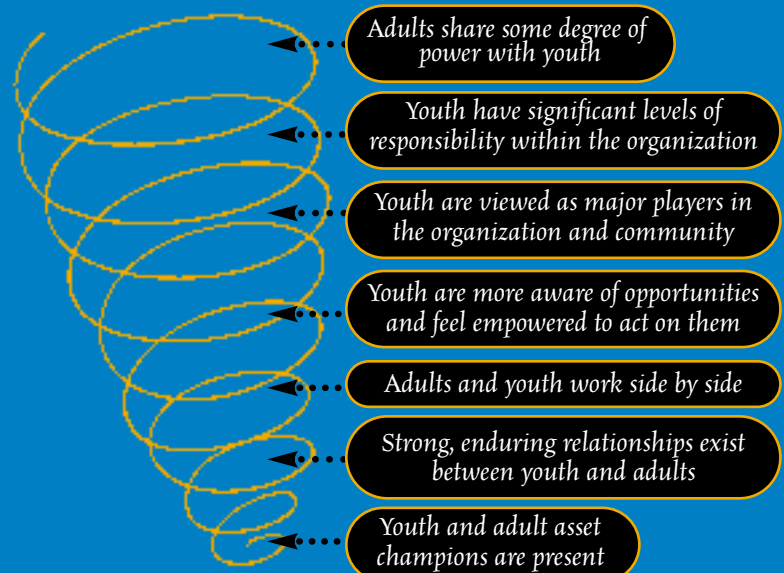 Adults share some degree of
power with youth
Youth have significant levels of
responsibility within the organization
Youth are viewed as major players in
the organization and community
Youth are more aware of opportunities
and feel empowered to act on them
Adults and youth work side by side
Strong, enduring relationships exist
between youth and adults
Youth and adult asset
champions are present